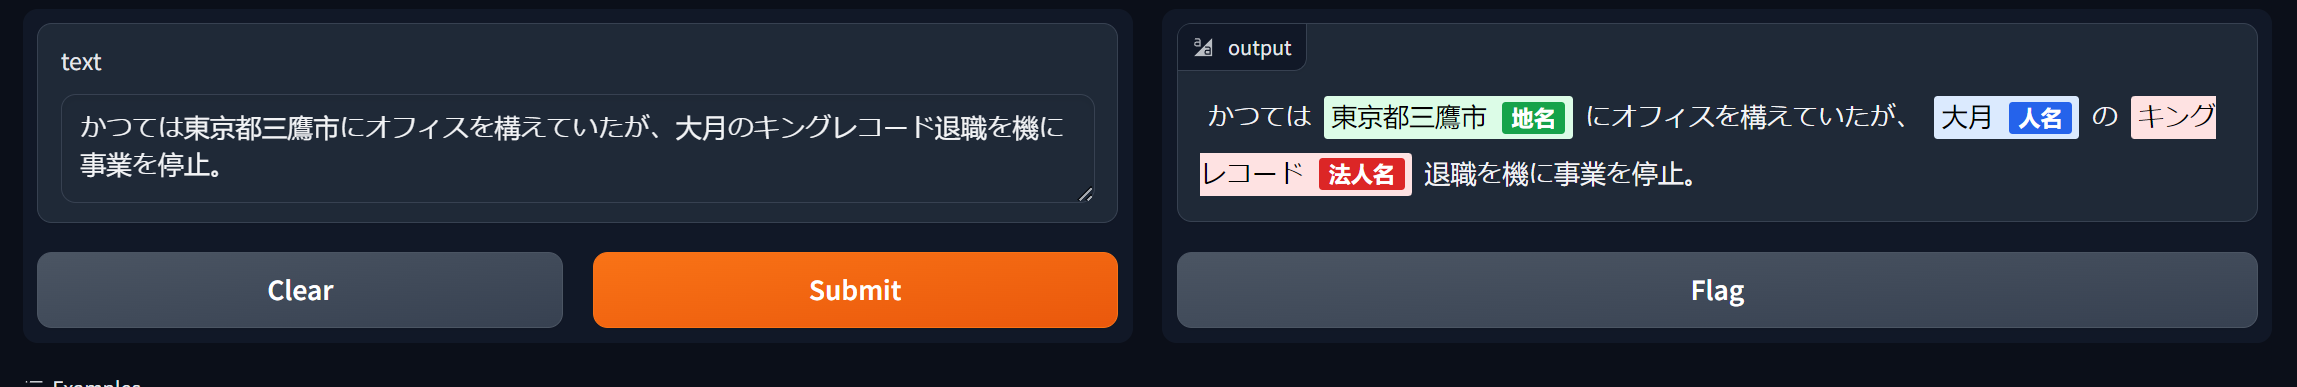 text
かつては東京都三鷹市にオフィスを構えていたが、大月のキングレコード退職を機に
事業を停止。
Clear
Submit
output
かつては 東京都三鷹市 地名 にオフィスを構えていたが、 大月 人名 の キング
レコード 法人名 退職を機に事業を停止。
Flag
Examples